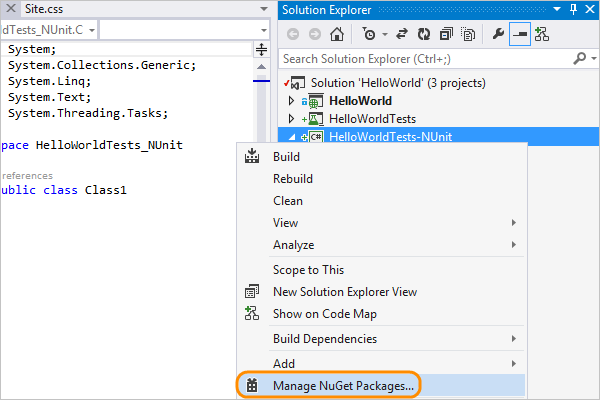 Site.css
dTests_NUnit.C
System;
System.Collections.Generic;
System.Linq;
System.Text;
System.Threading.Tasks;
pace HelloWorldTests_NUnit
references
ublic class Class1
Solution Explorer
Search Solution Explorer (Ctrl+;)
Solution 'HelloWorld' (3 projects)
HelloWorld
HelloWorldTests
C# HelloWorldTests-NUnit
Build
Rebuild
Clean
View
Analyze
Scope to This
New Solution Explorer View
Show on Code Map
Build Dependencies
Add
Manage NuGet Packages...